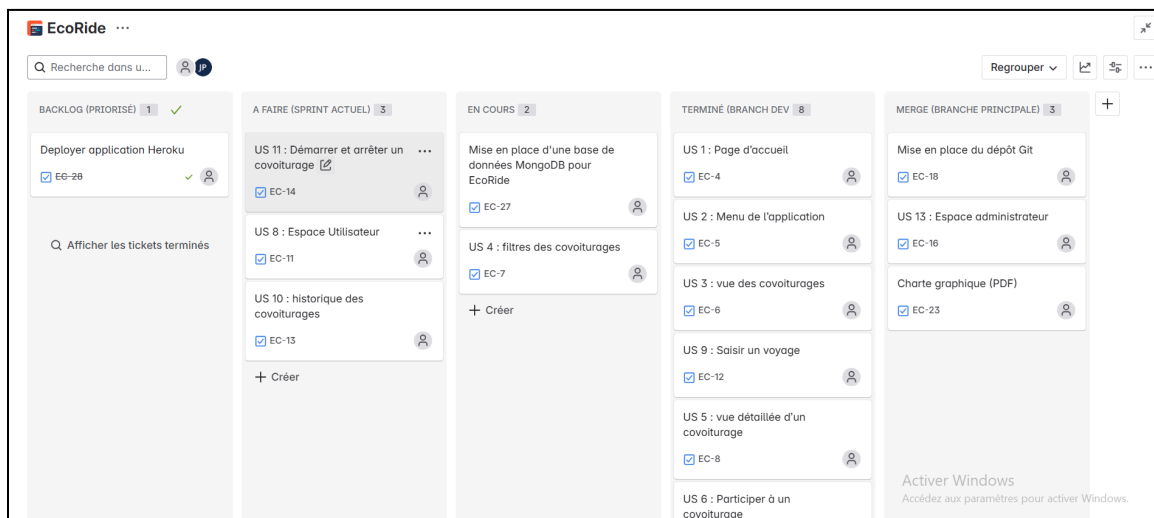 EcoRide
Recherche dans u...
JP
Regrouper
BACKLOG (PRIORISÉ) 1
Deployer application Heroku
EC-28
Afficher les tickets terminés
A FAIRE (SPRINT ACTUEL) 3
US 11 : Démarrer et arrêter un
covoiturage
EC-14
US 8 : Espace Utilisateur
EC-11
US 10 : historique des
covoiturages
EC-13
+ Créer
EN COURS 2
Mise en place d'une base de
données MongoDB pour
EcoRide
EC-27
US 4 : filtres des covoiturages
EC-7
+ Créer
TERMINÉ (BRANCH DEV 8
US 1 : Page d'accueil
EC-4
US 2 : Menu de l'application
EC-5
US 3 : vue des covoiturages
EC-6
US 9 : Saisir un voyage
EC-12
US 5 : vue détaillée d'un
covoiturage
EC-8
US 6 : Participer à un
covoiturage
MERGE (BRANCHE PRINCIPALE) 3
Mise en place du dépôt Git
EC-18
US 13 : Espace administrateur
EC-16
Charte graphique (PDF)
EC-23
Activer Windows
Accédez aux paramètres pour activer Windows.